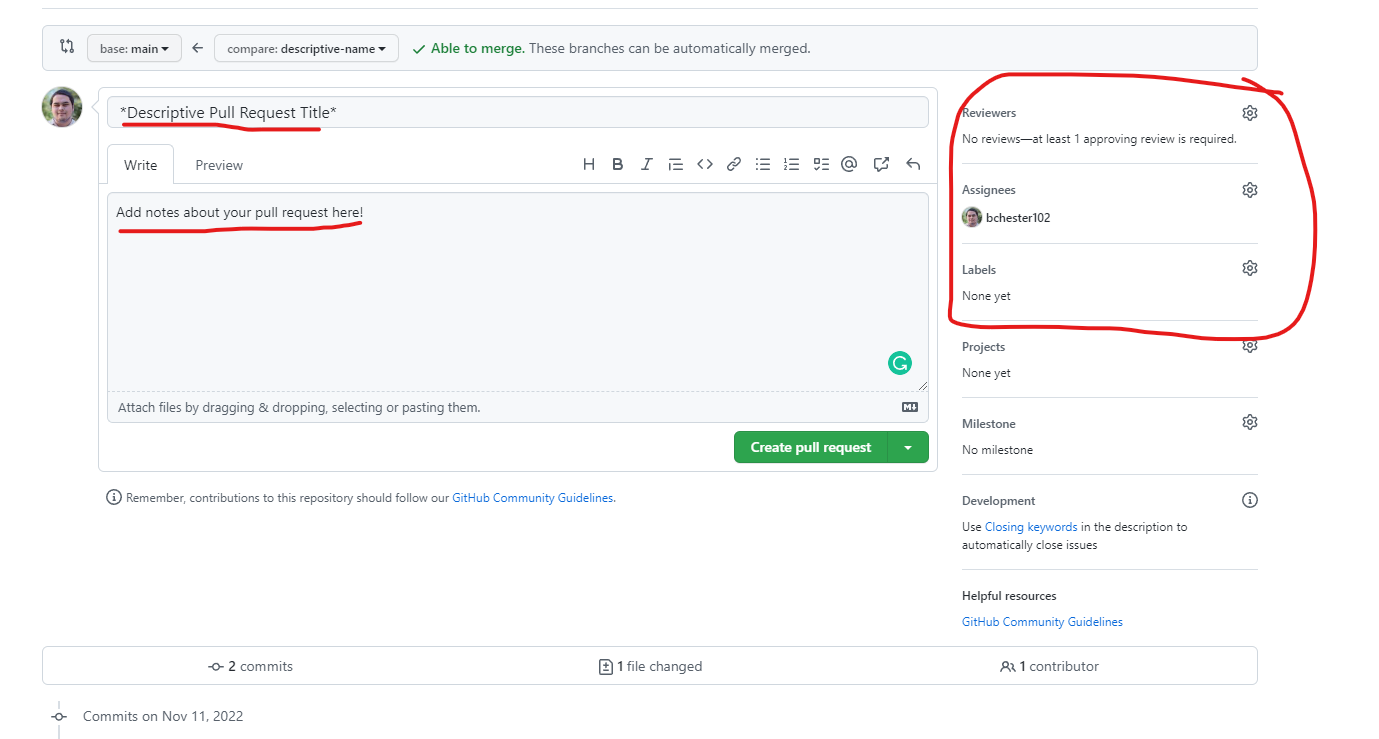 base: main compare: descriptive-name Able to merge. These branches can be automatically merged.
*Descriptive Pull Request Title*
Write Preview
Add notes about your pull request here!
Attach files by dragging & dropping, selecting or pasting them.
Create pull request
Remember, contributions to this repository should follow our GitHub Community Guidelines.
Reviewers
No reviews—at least 1 approving review is required.
Assignees
bchester102
Labels
None yet
Projects
None yet
Milestone
No milestone
Development
Use Closing keywords in the description to
automatically close issues
Helpful resources
GitHub Community Guidelines
2 commits 1 file changed 1 contributor
Commits on Nov 11, 2022